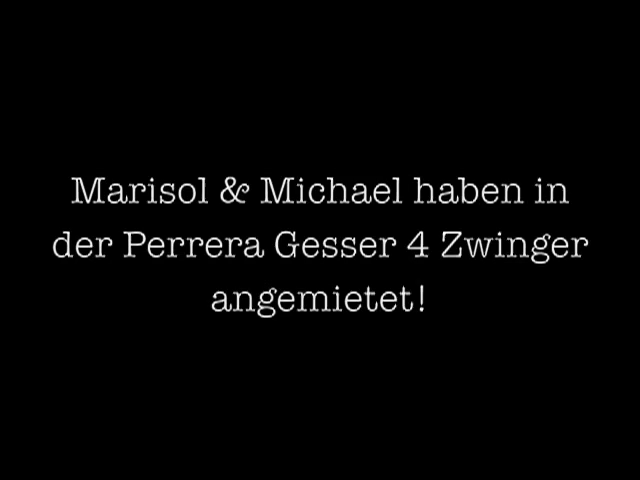 Marisol & Michael haben in
der Perrera Gesser 4 Zwinger
angemietet!